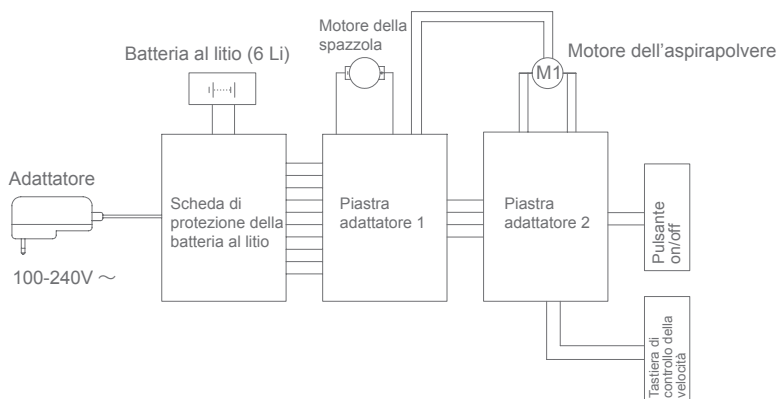 Motore della
spazzola
Batteria al litio (6 Li)
Motore dell’aspirapolvere
M1
Adattatore
100-240V ～
Scheda di
protezione della
batteria al litio
Piastra
adattatore 1
Piastra
adattatore 2
Pulsante
on/off
Tastiera di
controllo della
velocità